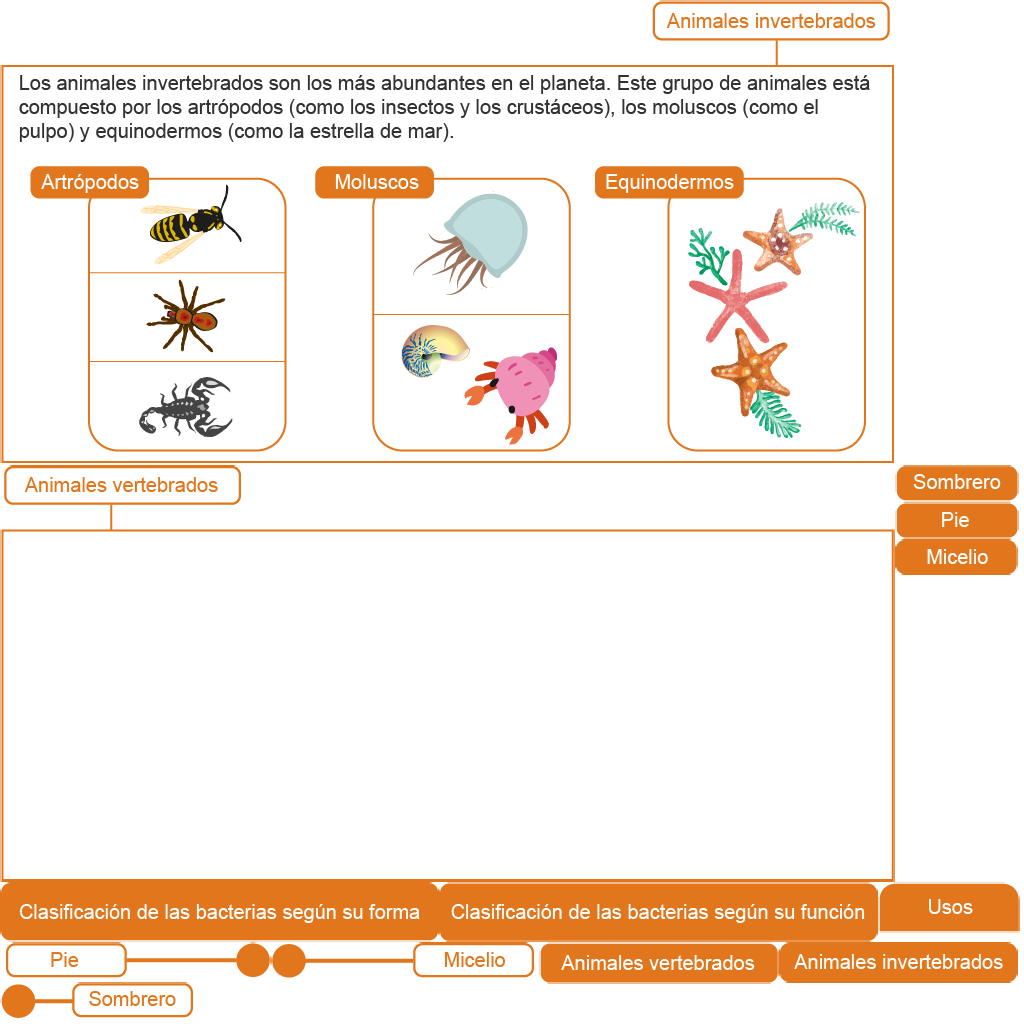 Animales invertebrados
Los animales invertebrados son los más abundantes en el planeta. Este grupo de animales está
compuesto por los artrópodos (como los insectos y los crustáceos), los moluscos (como el
pulpo) y equinodermos (como la estrella de mar).
Artrópodos
Moluscos
Equinodermos
Animales vertebrados
Sombrero
Pie
Micelio
Clasificación de las bacterias según su forma
Clasificación de las bacterias según su función
Usos
Pie
Micelio
Animales vertebrados
Animales invertebrados
Sombrero